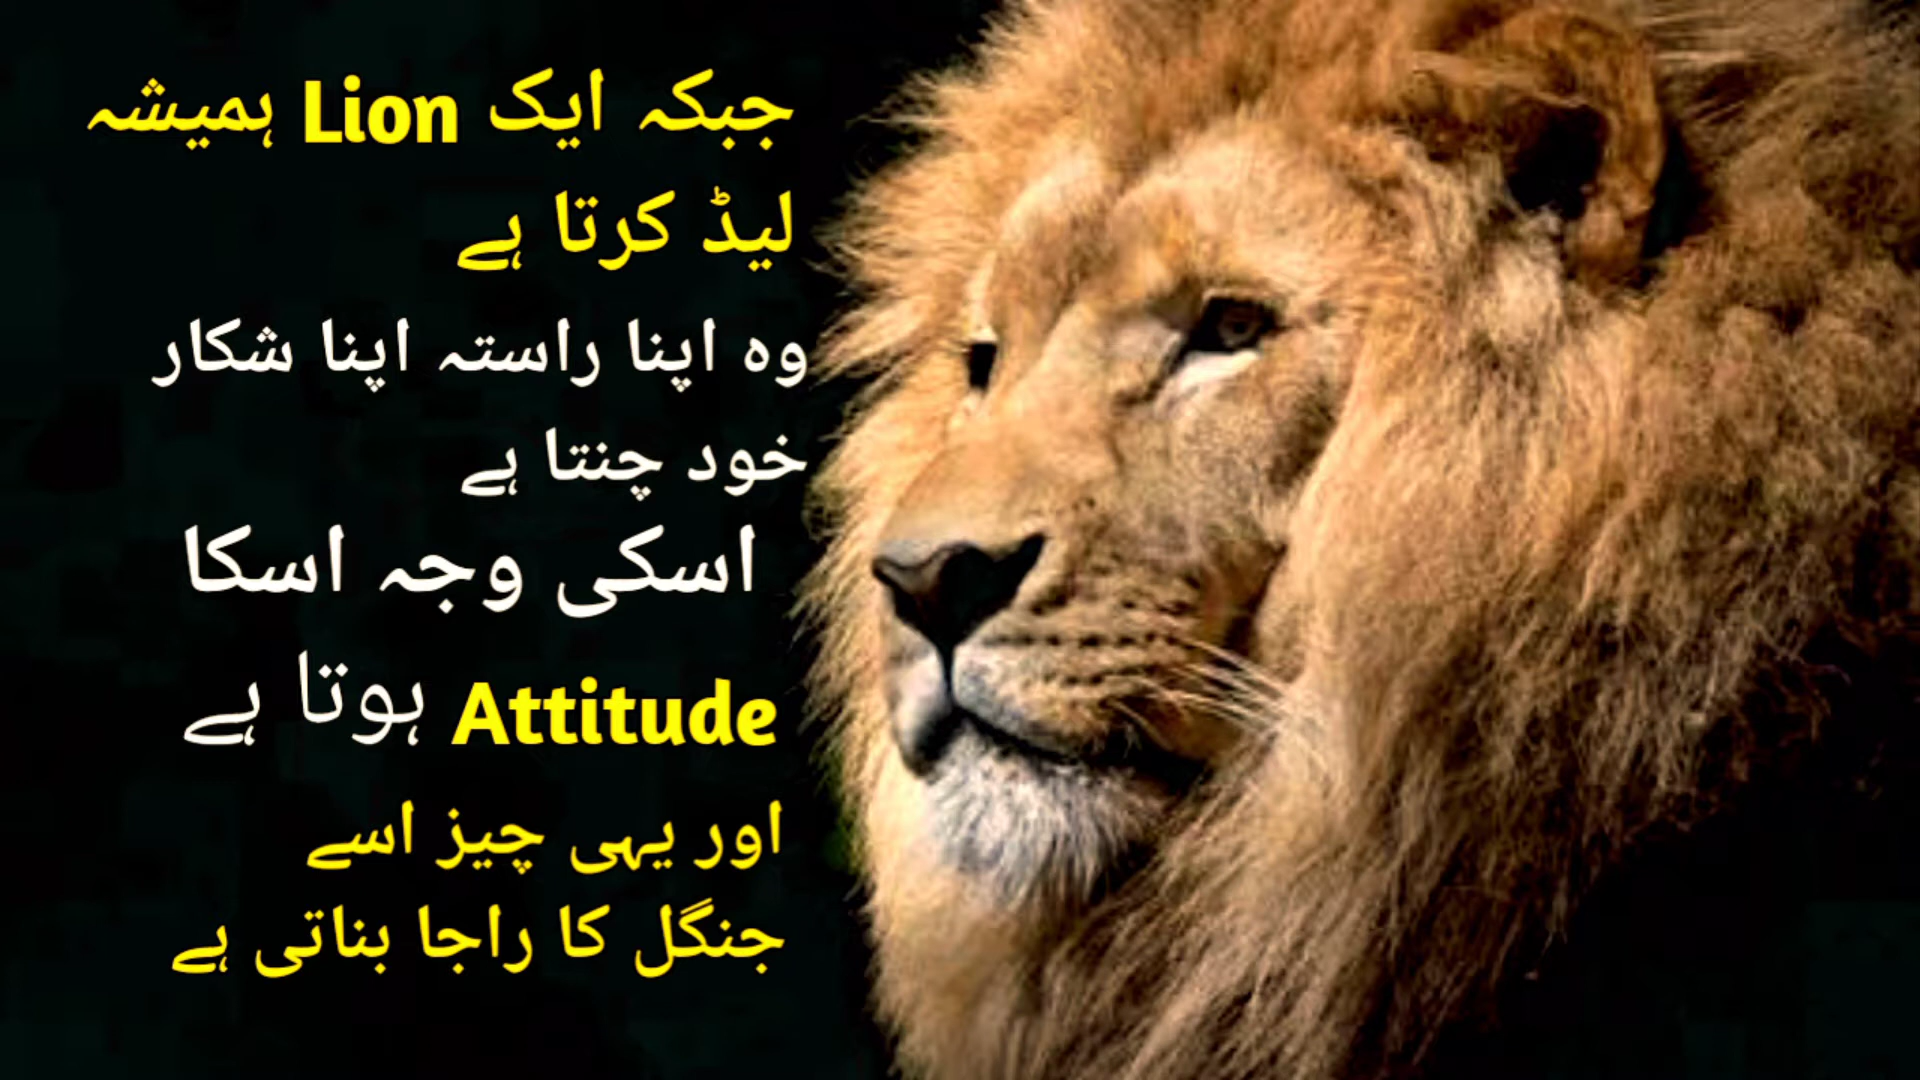 جبکہ ایک Lion ہمیشہ
لیڈ کرتا ہے
وہ اپنا راستہ اپنا شکار
خود چنتا ہے
اسکی وجہ اسکا
Attitude ہوتا ہے
اور یہی چیز اسے
جنگل کا راجا بناتی ہے